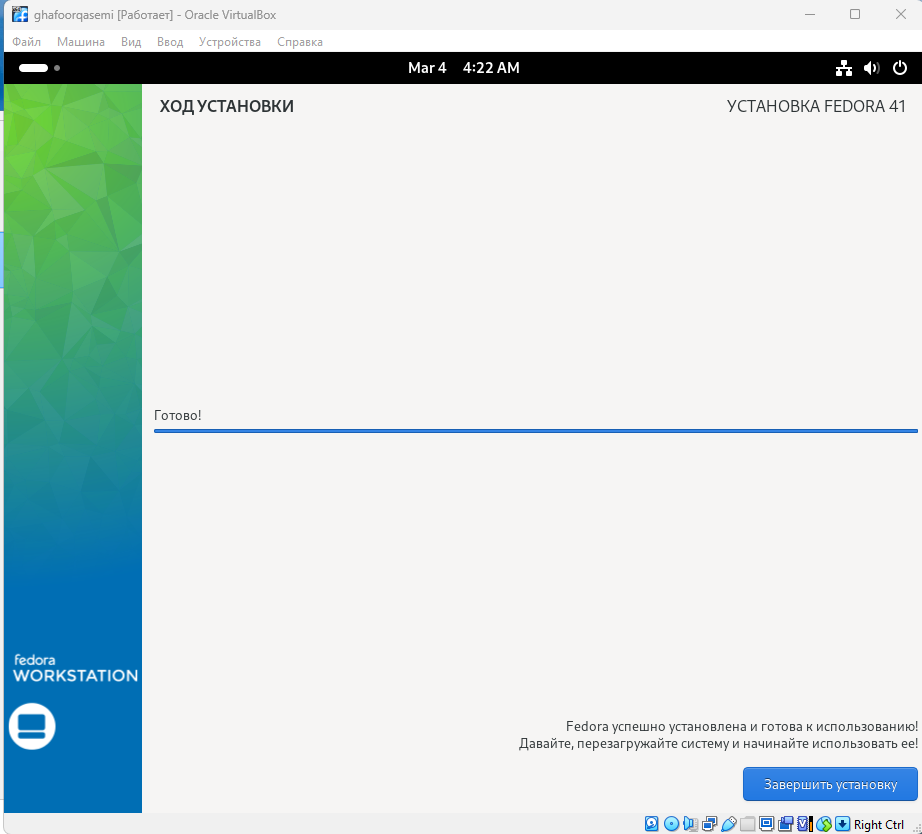 ghafoorqasemi [Работает] - Oracle VirtualBox
Файл Машина Вид Ввод Устройства Справка
Mar 4 4:22 AM
ХОД УСТАНОВКИ УСТАНОВКА FEDORA 41
Готово!
fedora
WORKSTATION
Fedora успешно установлена и готова к использованию!
Давайте, перезагружайте систему и начинайте использовать ее!
Завершить установку
Right Ctrl